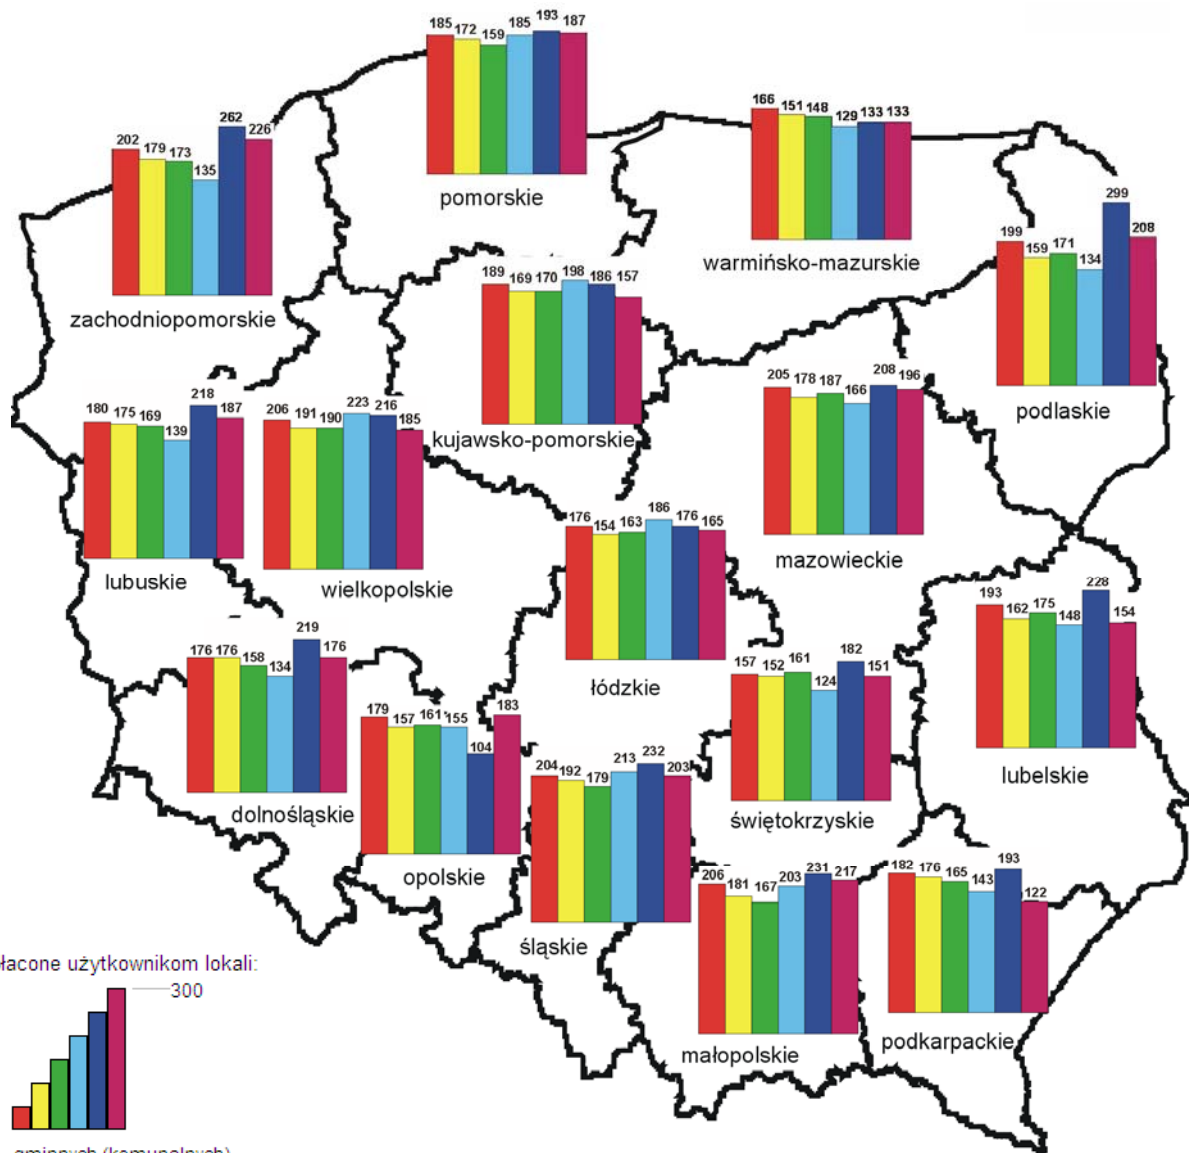 185 172 159 185 193 187
pomorskie
166 151 148 129 133 133
warmińsko-mazurskie
202 179 173 135 262 226
zachodniopomorskie
199 159 171 134 299 208
podlaskie
189 169 170 198 186 157
kujawsko-pomorskie
205 178 187 166 208 196
mazowieckie
180 175 169 139 218 187
lubuskie
206 191 190 223 216 185
wielkopolskie
176 154 163 186 176 165
łódzkie
193 162 175 148 228 154
lubelskie
176 176 158 134 219 176
dolnośląskie
157 152 161 124 182 151
świętokrzyskie
179 157 161 155 104 183
opolskie
204 192 179 213 232 203
śląskie
206 181 167 203 231 217
małopolskie
182 176 165 143 193 122
podkarpackie
łacone użytkownikom lokali:
300
gminnych (komunalnych)